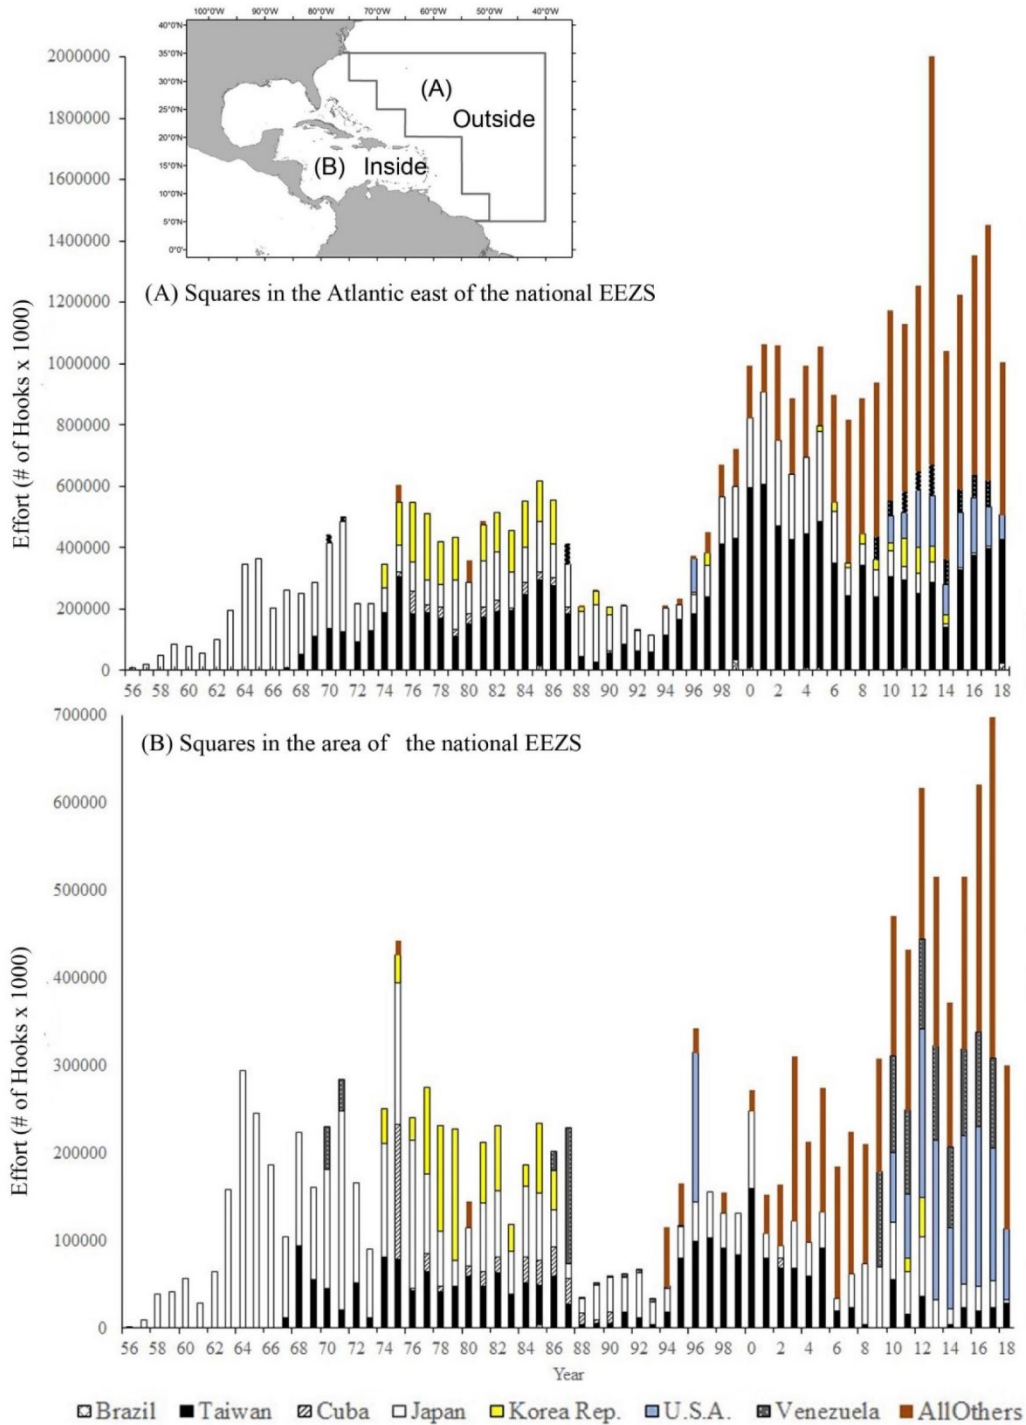 100°0'W 90°0'W 80°0'W 70°0'W 60°0'W 50°0'W 40°0'W
40°0'N
35°0'N
30°0'N
25°0'N
20°0'N
15°0'N
10°0'N
5°0'N
0°0'
(A)
Outside
(B) Inside
(A) Squares in the Atlantic east of the national EEZS
Effort (# of Hooks x 1000)
2000000
1800000
1600000
1400000
1200000
1000000
800000
600000
400000
200000
0
56 58 60 62 64 66 68 70 72 74 76 78 80 82 84 86 88 90 92 94 96 98 0 2 4 6 8 10 12 14 16 18
(B) Squares in the area of the national EEZS
Effort (# of Hooks x 1000)
700000
600000
500000
400000
300000
200000
100000
0
56 58 60 62 64 66 68 70 72 74 76 78 80 82 84 86 88 90 92 94 96 98 0 2 4 6 8 10 12 14 16 18
Year
Brazil Taiwan Cuba Japan Korea Rep. U.S.A. Venezuela AllOthers